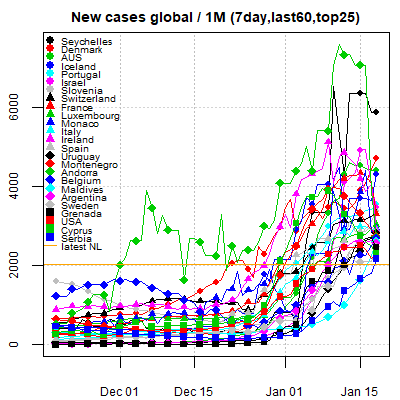 New cases global / 1M (7day,last60,top25)
Seychelles
Denmark
AUS
Iceland
Portugal
Israel
Slovenia
Switzerland
France
Luxembourg
Monaco
Italy
Ireland
Spain
Uruguay
Montenegro
Andorra
Belgium
Maldives
Argentina
Sweden
Grenada
USA
Cyprus
Serbia
latest NL
6000
4000
2000
0
Dec 01
Dec 15
Jan 01
Jan 15